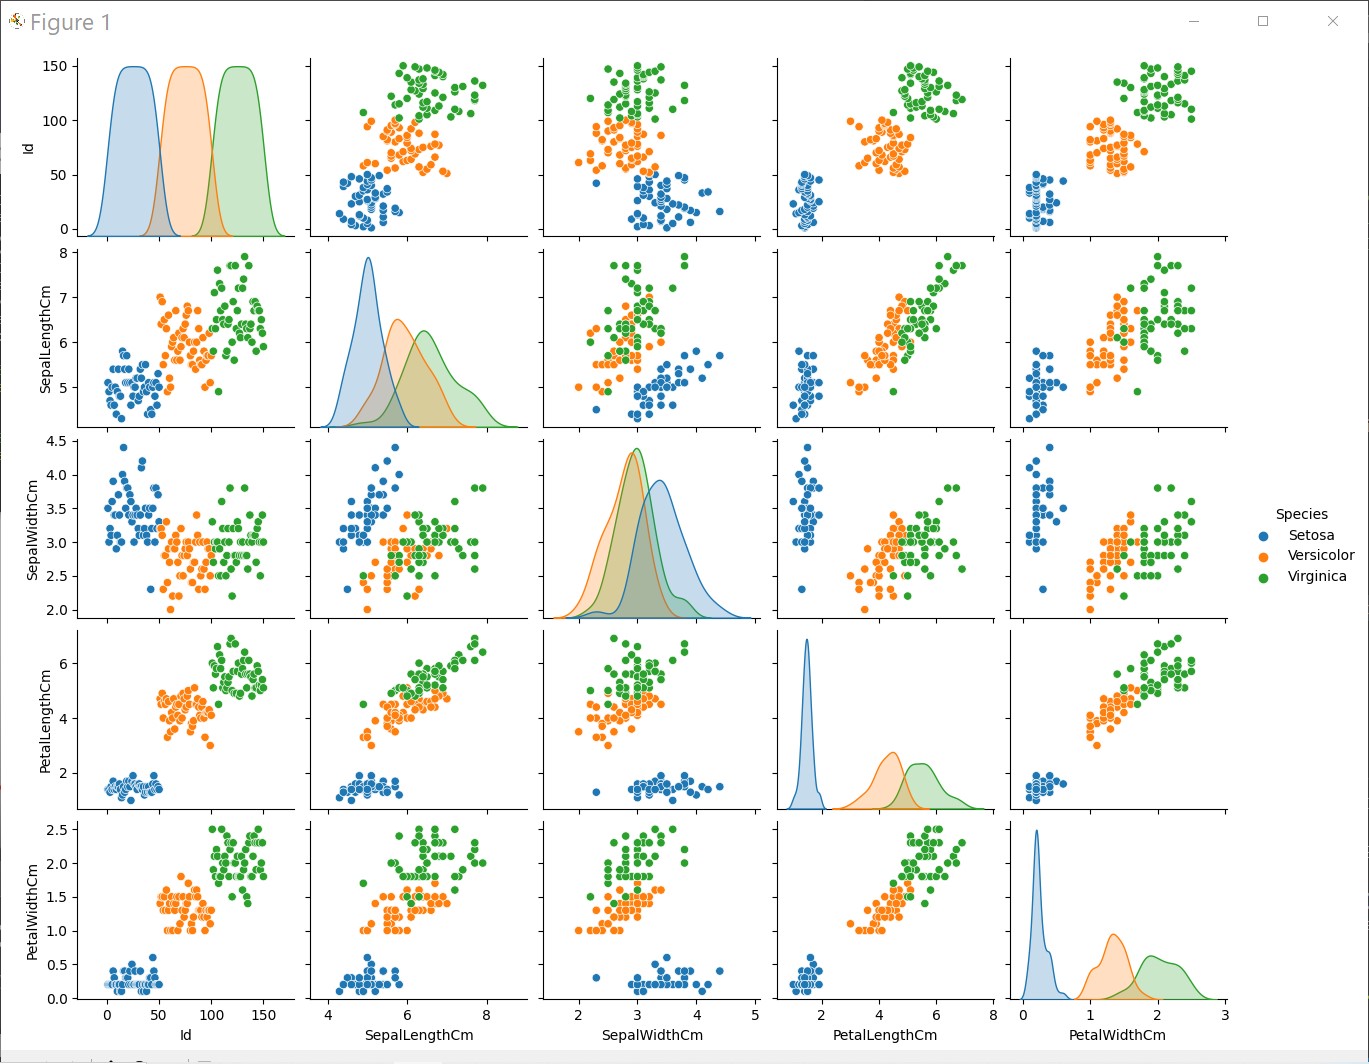 Figure 1
150
100
50
0
Id
8
7
6
5
SepalLengthCm
4.5
4.0
3.5
3.0
2.5
2.0
SepalWidthCm
Species
Setosa
Versicolor
Virginica
6
4
2
PetalLengthCm
2.5
2.0
1.5
1.0
0.5
0.0
PetalWidthCm
0 50 100 150 4 6 8 2 3 4 5 2 4 6 8 0 1 2 3
Id SepalLengthCm SepalWidthCm PetalLengthCm PetalWidthCm